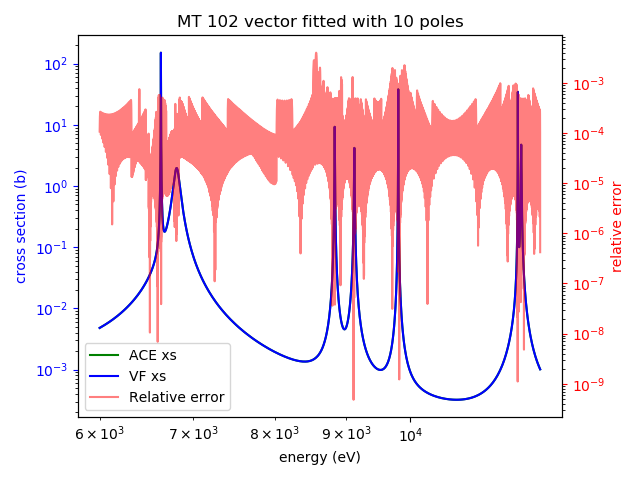 MT 102 vector fitted with 10 poles
cross section (b)
10²
10¹
10⁰
10⁻¹
10⁻²
10⁻³
10⁻³
10⁻⁴
10⁻⁵
10⁻⁶
10⁻⁷
10⁻⁸
10⁻⁹
relative error
ACE xs
VF xs
Relative error
6 × 10³ 7 × 10³ 8 × 10³ 9 × 10³ 10⁴
energy (eV)